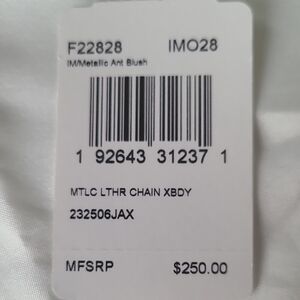 F22828 IMO28
IM/Metallic Ant Blush
1 92643 31237 1
MTLC LTHR CHAIN XBDY
232506JAX
MFSRP $250.00